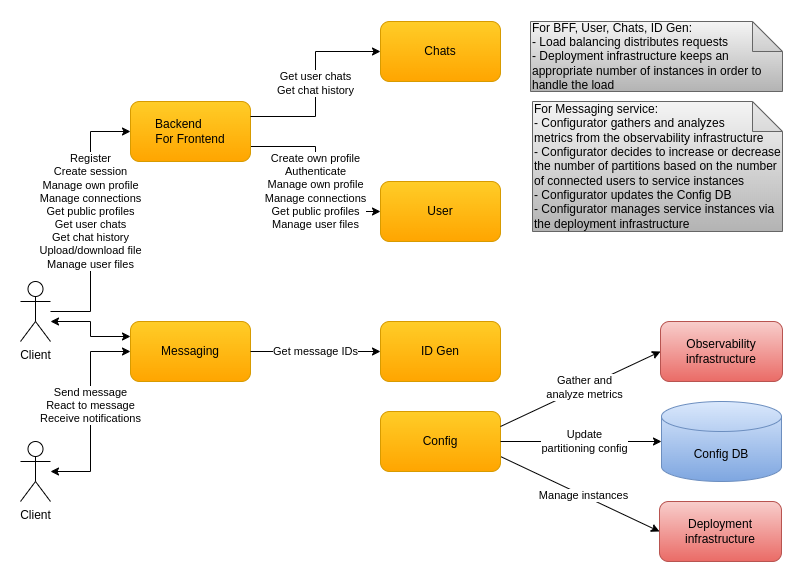 Chats
For BFF, User, Chats, ID Gen:
- Load balancing distributes requests
- Deployment infrastructure keeps an
appropriate number of instances in order to
handle the load
Get user chats
Get chat history
Backend
For Frontend
For Messaging service:
- Configurator gathers and analyzes
metrics from the observability infrastructure
- Configurator decides to increase or decrease
the number of partitions based on the number
of connected users to service instances
- Configurator updates the Config DB
- Configurator manages service instances via
the deployment infrastructure
Register
Create session
Manage own profile
Manage connections
Get public profiles
Get user chats
Get chat history
Upload/download file
Manage user files
Create own profile
Authenticate
Manage own profile
Manage connections
Get public profiles
Manage user files
User
Client
Messaging
Get message IDs
ID Gen
Observability
infrastructure
Send message
React to message
Receive notifications
Gather and
analyze metrics
Config
Update
partitioning config
Config DB
Manage instances
Client
Deployment
infrastructure